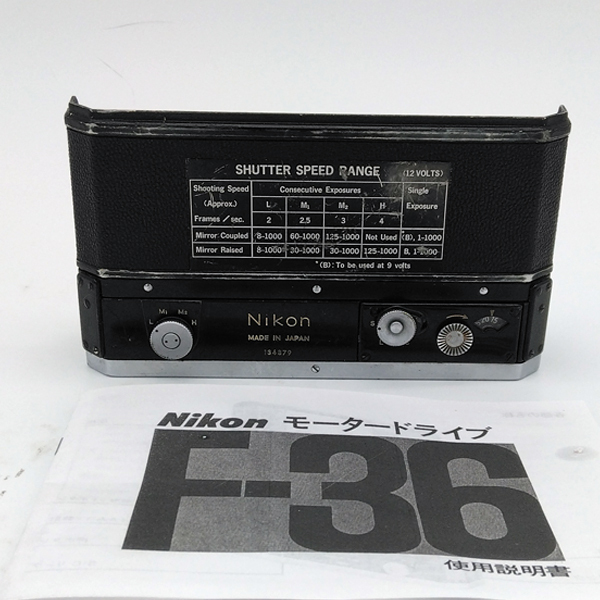 SHUTTER SPEED RANGE (12 VOLTS)
Shooting Speed Consecutive Exposures Single
(Approx.) L M₁ M₂ H Exposure
Frames / sec. 2 2.5 3 4
Mirror Coupled 8-1000 60-1000 125-1000 Not Used (B), 1-1000
Mirror Raised 8-1000 30-1000 30-1000 125-1000 B, 1-1000
*(B): To be used at 9 volts
M₁ M₂
L H
Nikon
MADE IN JAPAN
S
20 15
Nikon モータードライブ
F-36
使用説明書